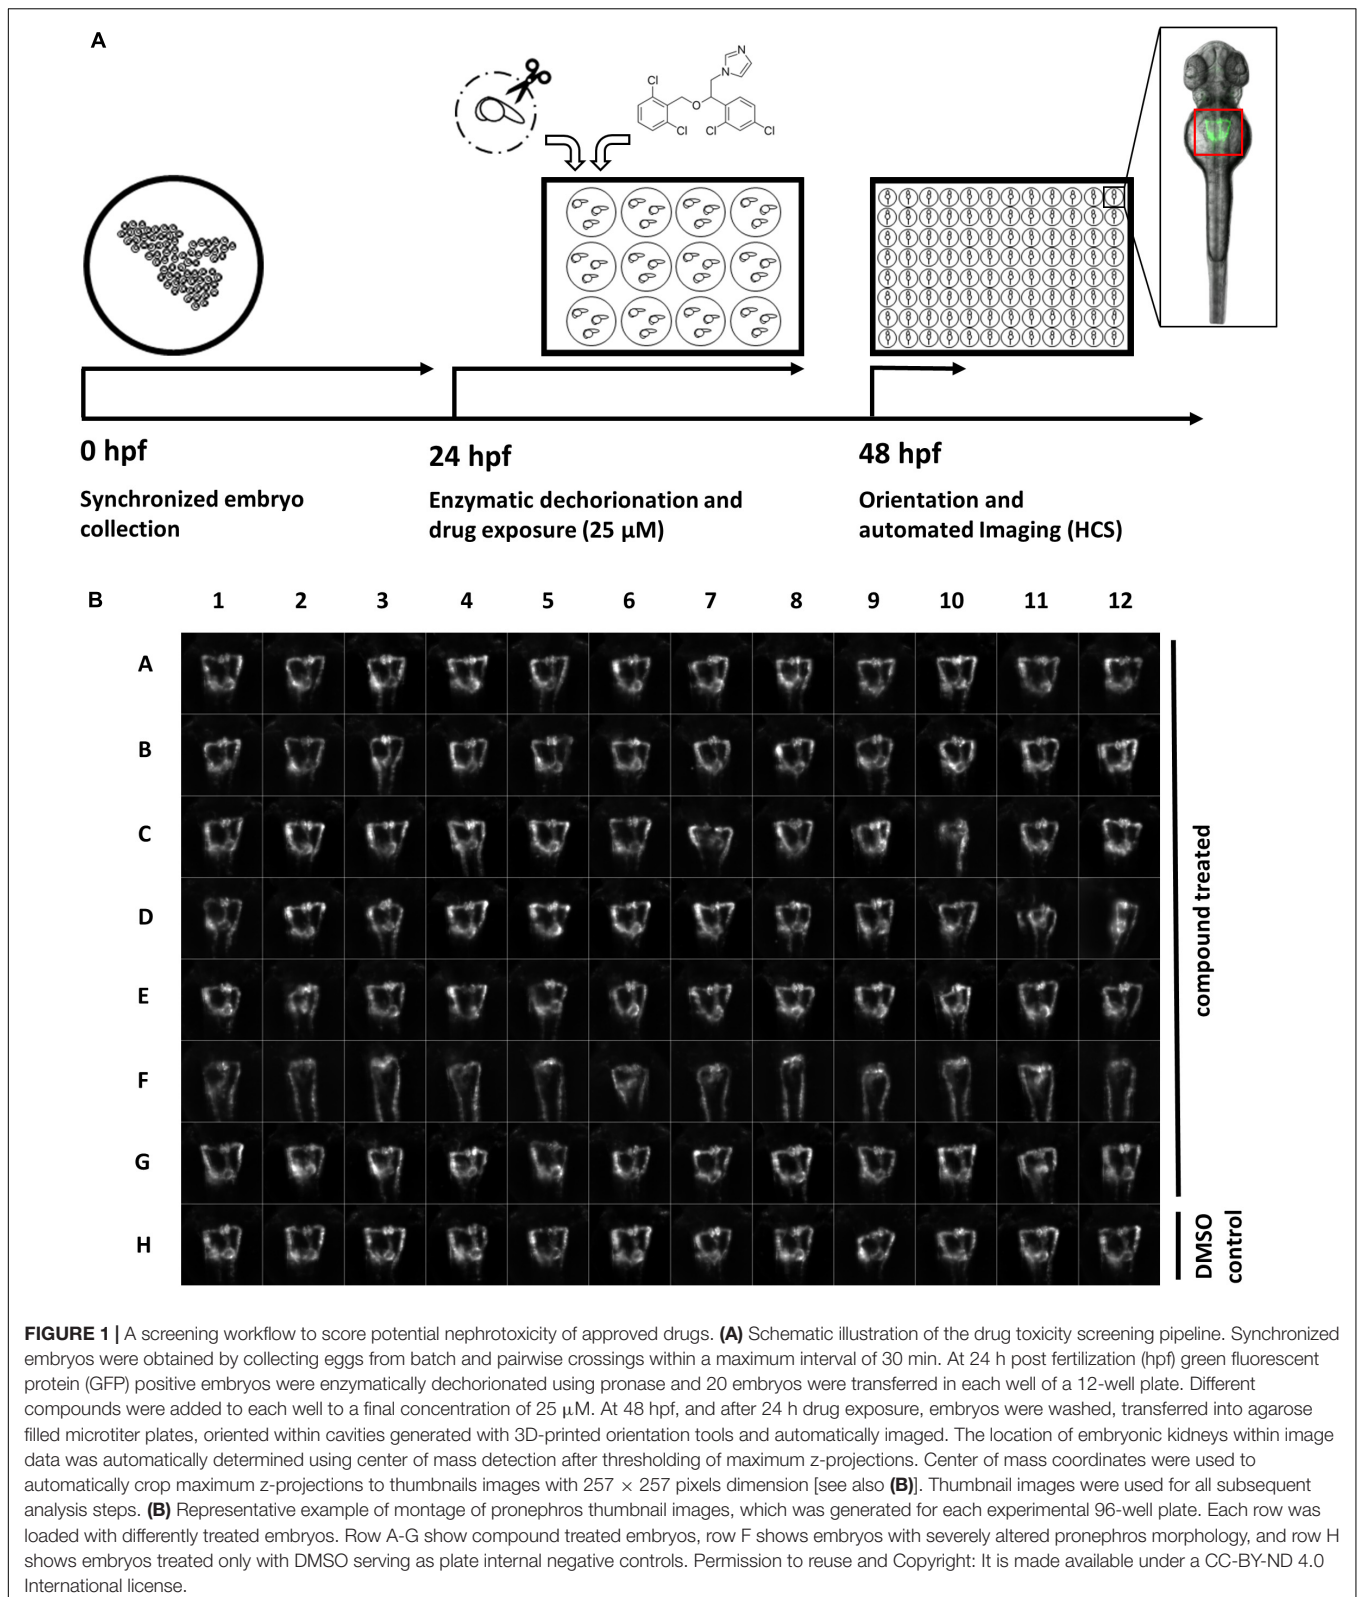 A
N
N
Cl
O
Cl
Cl
Cl
0 hpf
Synchronized embryo
collection
24 hpf
Enzymatic dechorionation and
drug exposure (25 µM)
48 hpf
Orientation and
automated Imaging (HCS)
B 1 2 3 4 5 6 7 8 9 10 11 12
A
B
C
D
E
F
G
H
compound treated
DMSO
control
FIGURE 1 | A screening workflow to score potential nephrotoxicity of approved drugs. (A) Schematic illustration of the drug toxicity screening pipeline. Synchronized
embryos were obtained by collecting eggs from batch and pairwise crossings within a maximum interval of 30 min. At 24 h post fertilization (hpf) green fluorescent
protein (GFP) positive embryos were enzymatically dechorionated using pronase and 20 embryos were transferred in each well of a 12-well plate. Different
compounds were added to each well to a final concentration of 25 µM. At 48 hpf, and after 24 h drug exposure, embryos were washed, transferred into agarose
filled microtiter plates, oriented within cavities generated with 3D-printed orientation tools and automatically imaged. The location of embryonic kidneys within image
data was automatically determined using center of mass detection after thresholding of maximum z-projections. Center of mass coordinates were used to
automatically crop maximum z-projections to thumbnails images with 257 × 257 pixels dimension [see also (B)]. Thumbnail images were used for all subsequent
analysis steps. (B) Representative example of montage of pronephros thumbnail images, which was generated for each experimental 96-well plate. Each row was
loaded with differently treated embryos. Row A-G show compound treated embryos, row F shows embryos with severely altered pronephros morphology, and row H
shows embryos treated only with DMSO serving as plate internal negative controls. Permission to reuse and Copyright: It is made available under a CC-BY-ND 4.0
International license.